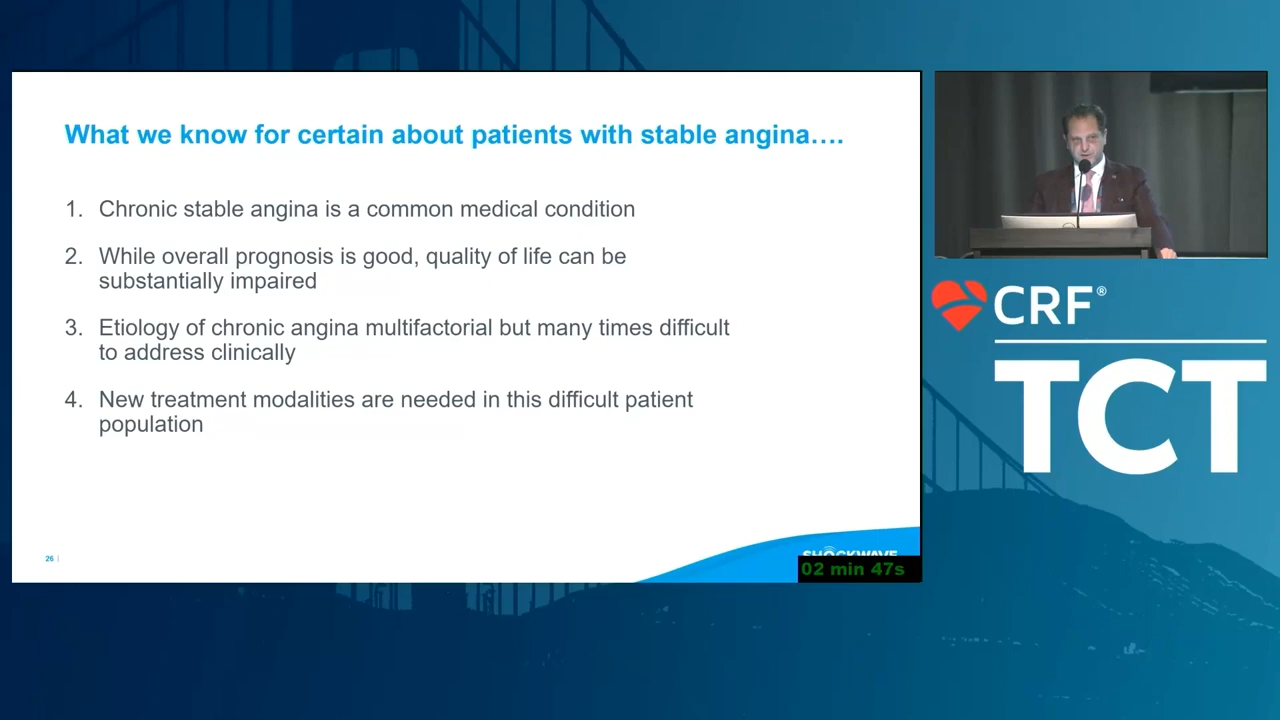 What we know for certain about patients with stable angina….
1. Chronic stable angina is a common medical condition
2. While overall prognosis is good, quality of life can be
substantially impaired
3. Etiology of chronic angina multifactorial but many times difficult
to address clinically
4. New treatment modalities are needed in this difficult patient
population
26 |
SHOCKWAVE
02 min 47s
CRF®
TCT